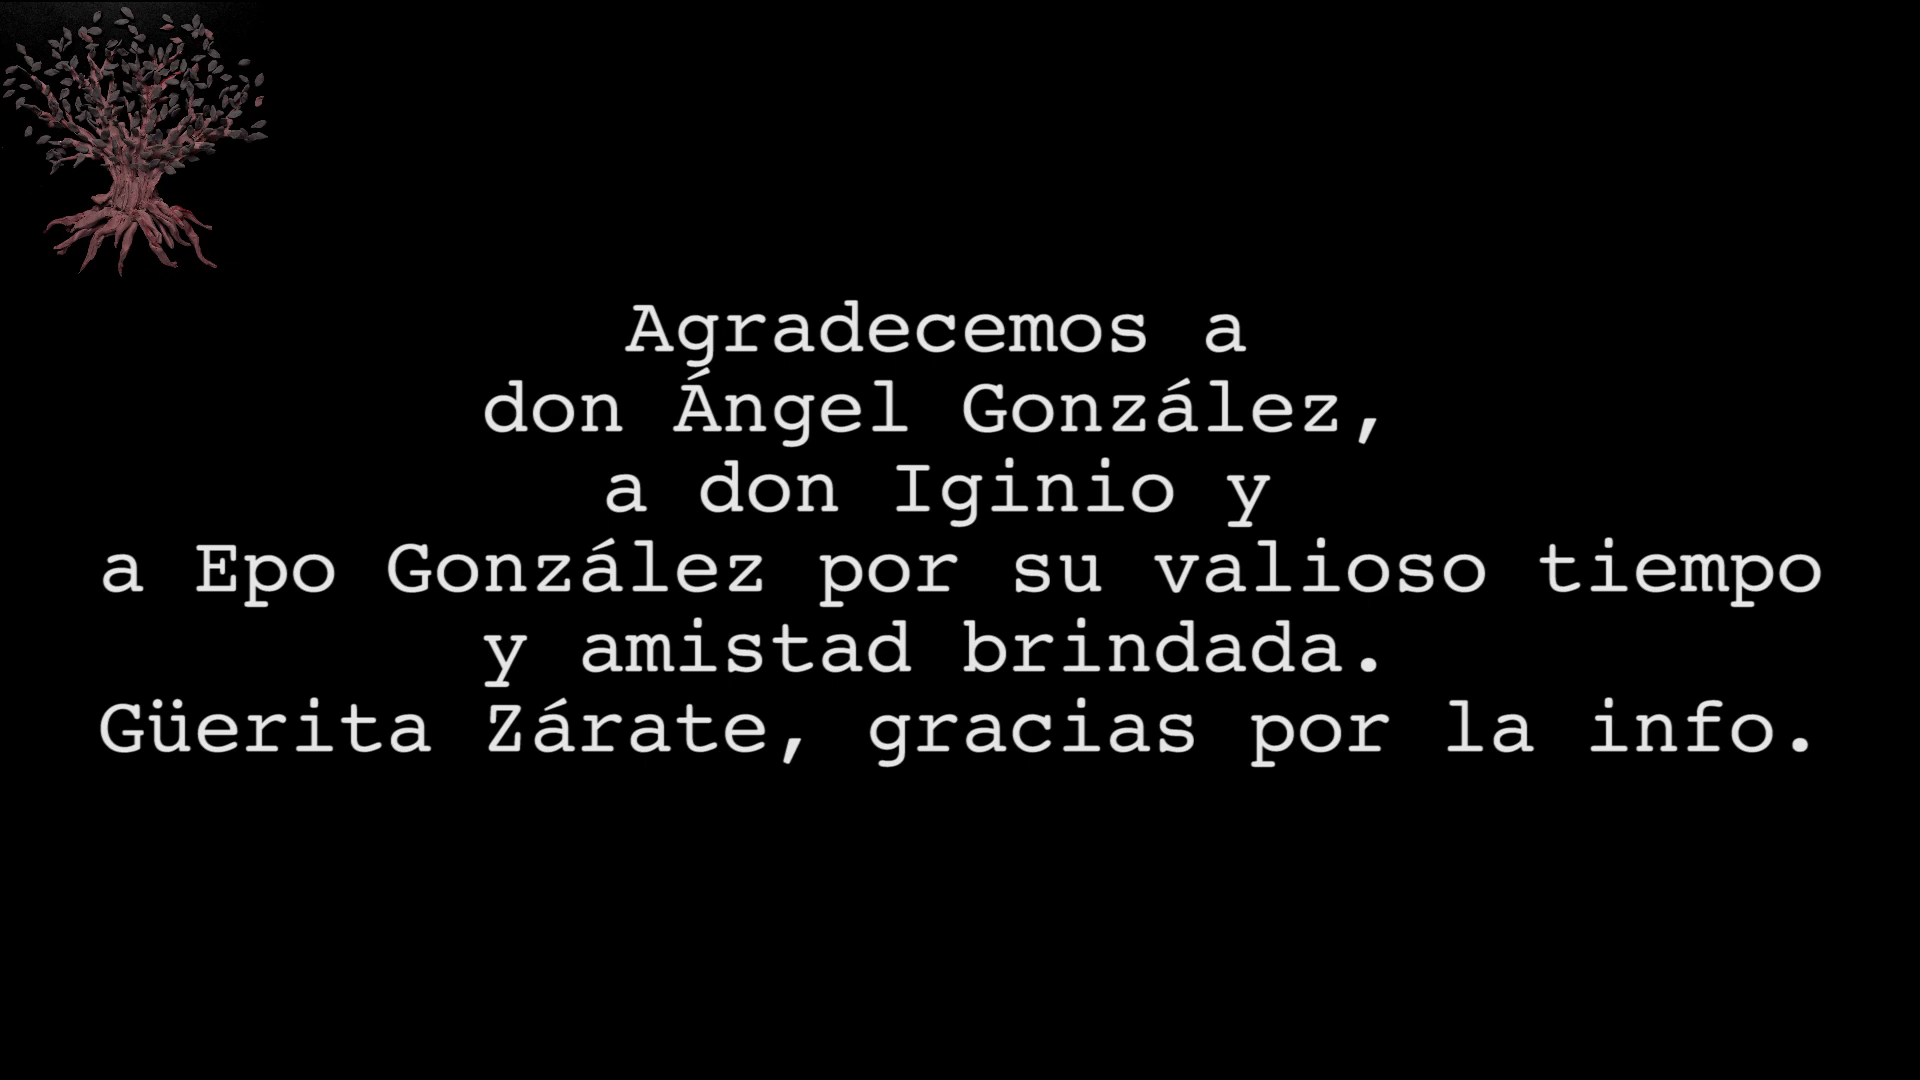 Agradecemos a
don Ángel González,
a don Iginio y
a Epo González por su valioso tiempo
y amistad brindada.
Güerita Zárate, gracias por la info.